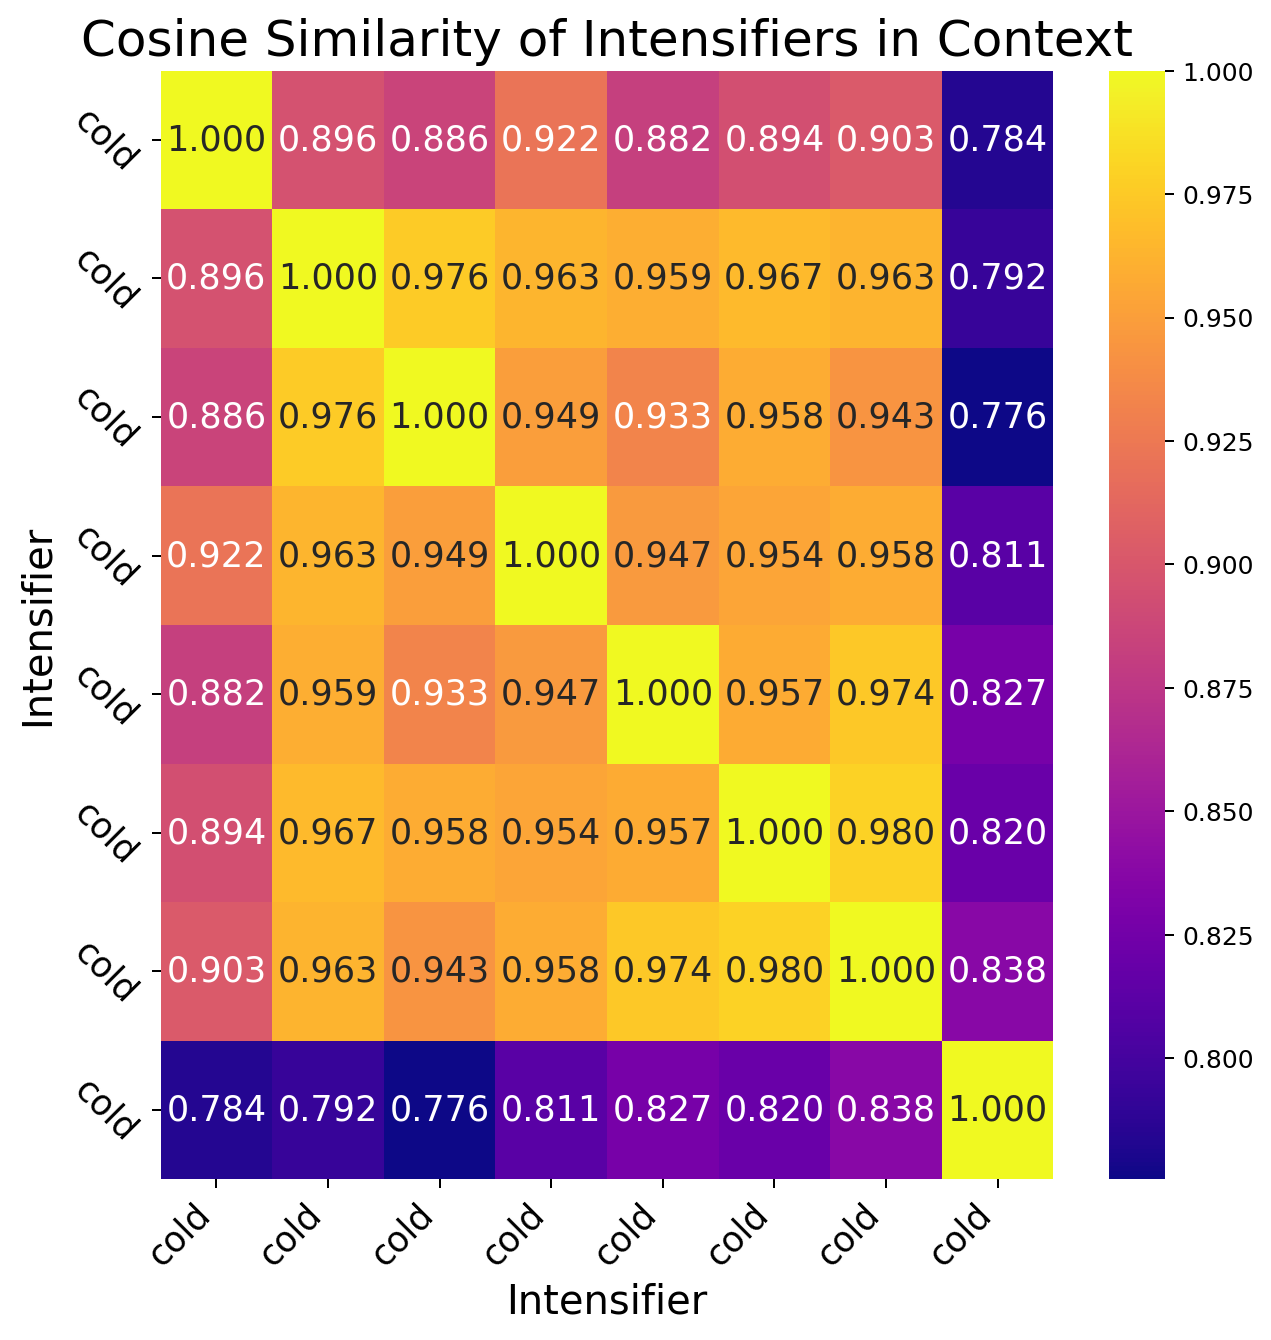 Cosine Similarity of Intensifiers in Context
cold 1.000 0.896 0.886 0.922 0.882 0.894 0.903 0.784
cold 0.896 1.000 0.976 0.963 0.959 0.967 0.963 0.792
cold 0.886 0.976 1.000 0.949 0.933 0.958 0.943 0.776
cold 0.922 0.963 0.949 1.000 0.947 0.954 0.958 0.811
cold 0.882 0.959 0.933 0.947 1.000 0.957 0.974 0.827
cold 0.894 0.967 0.958 0.954 0.957 1.000 0.980 0.820
cold 0.903 0.963 0.943 0.958 0.974 0.980 1.000 0.838
cold 0.784 0.792 0.776 0.811 0.827 0.820 0.838 1.000
cold cold cold cold cold cold cold cold
Intensifier
Intensifier
1.000
0.975
0.950
0.925
0.900
0.875
0.850
0.825
0.800